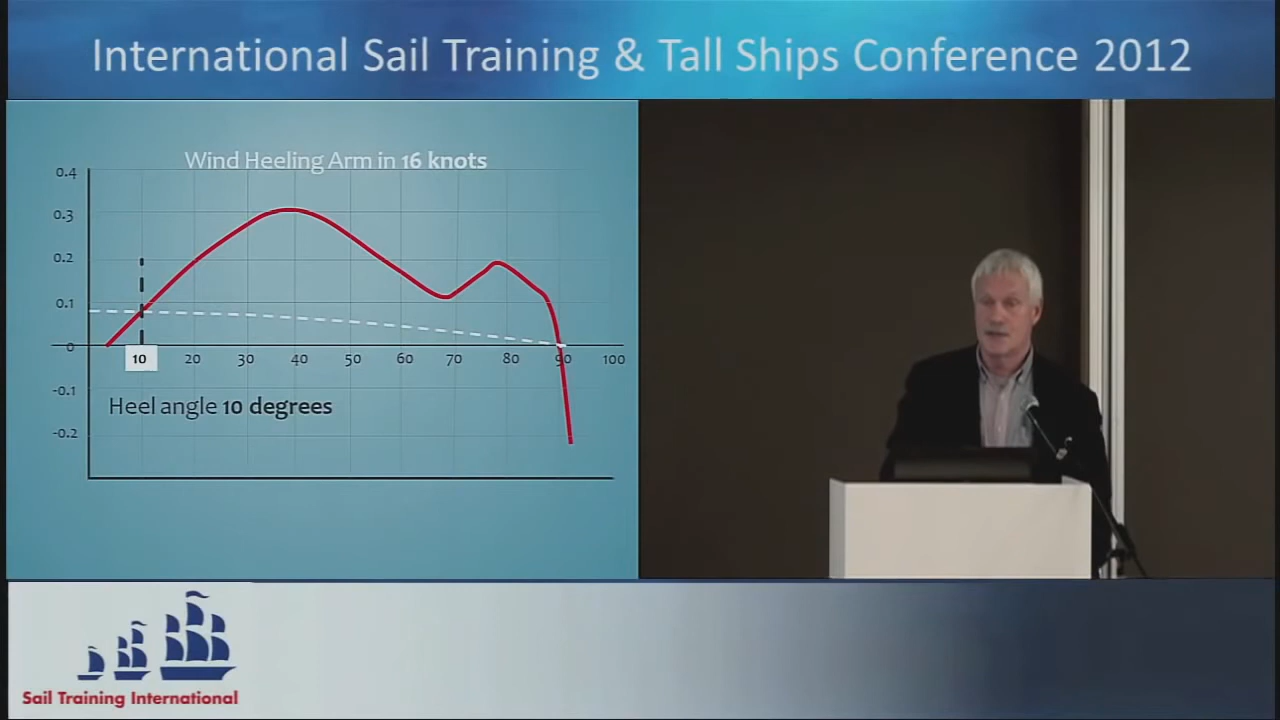 International Sail Training & Tall Ships Conference 2012
Wind Heeling Arm in 16 knots
0.4
0.3
0.2
0.1
0
10 20 30 40 50 60 70 80 90 100
-0.1
Heel angle 10 degrees
-0.2
Sail Training International